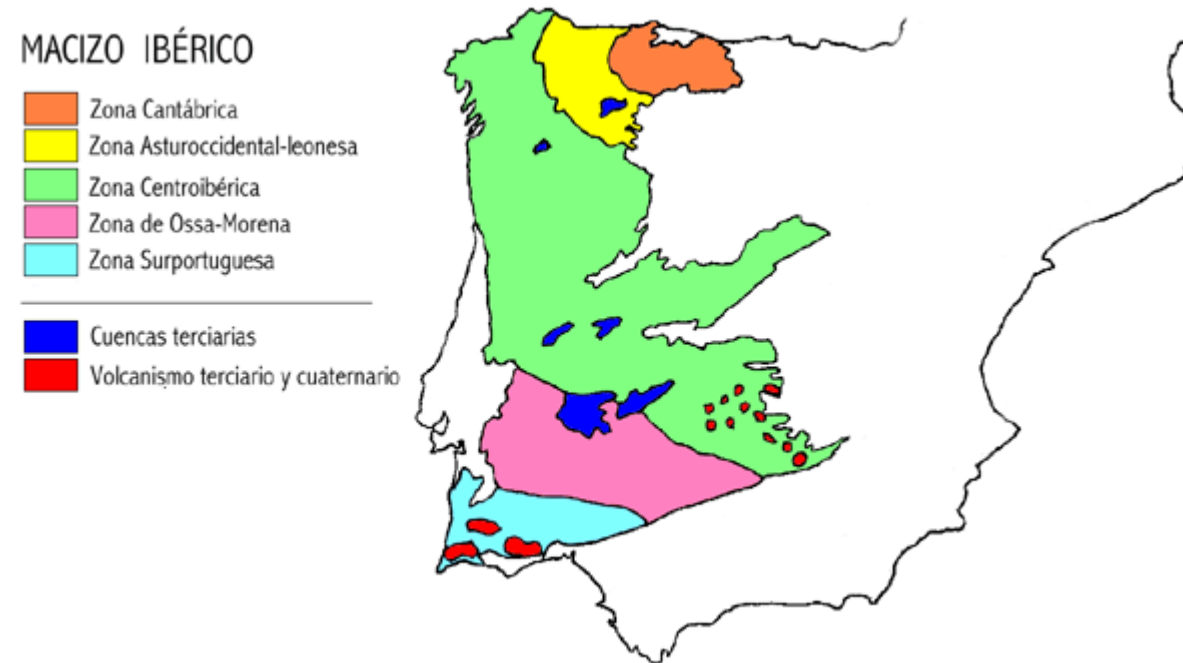 MACIZO IBÉRICO
Zona Cantábrica
Zona Asturoccidental-leonesa
Zona Centroibérica
Zona de Ossa-Morena
Zona Surportuguesa
Cuencas terciarias
Volcanismo terciario y cuaternario